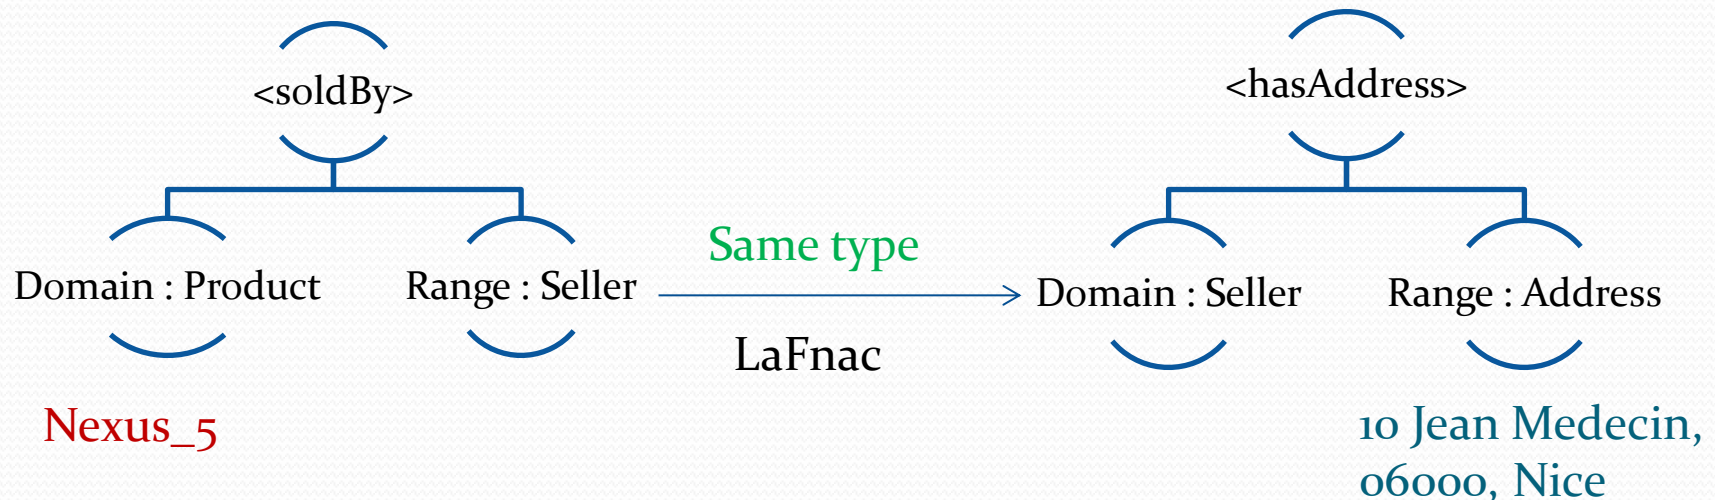 <soldBy>
<hasAddress>
Domain : Product
Range : Seller
Same type
LaFnac
Domain : Seller
Range : Address
Nexus_5
10 Jean Medecin,
06000, Nice